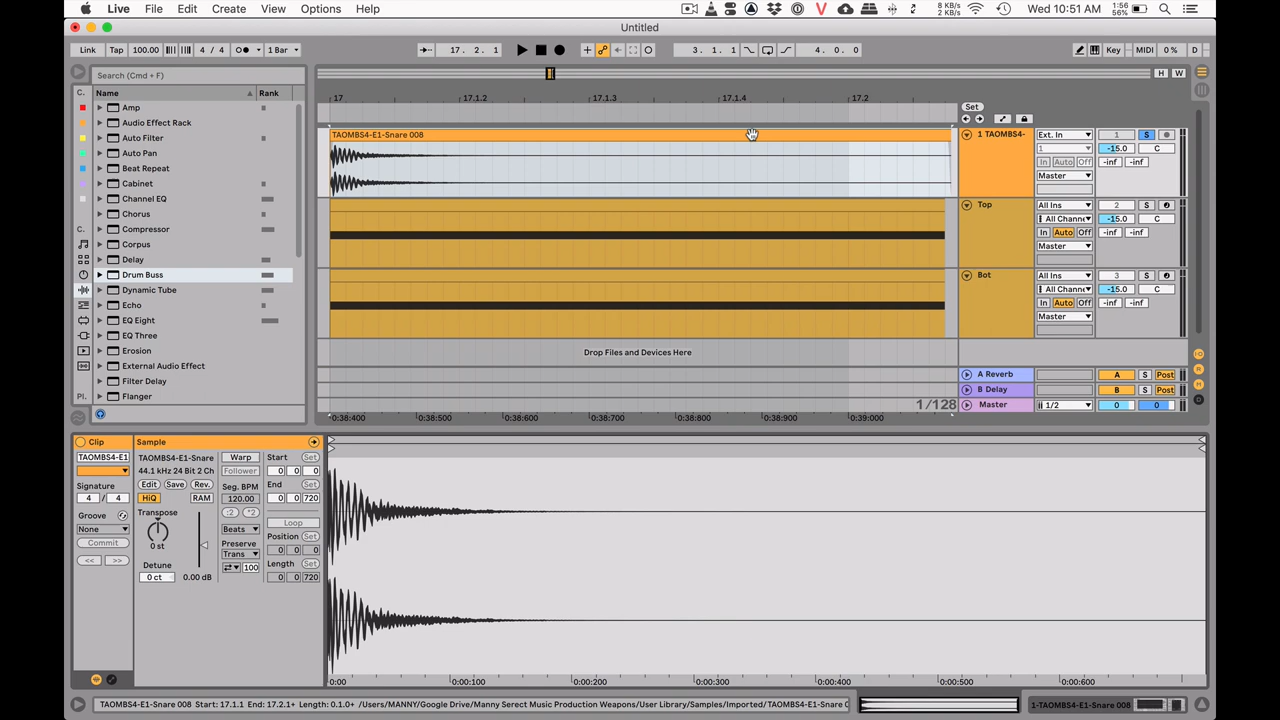 Live File Edit Create View Options Help 8 KB/s 2 KB/s 1:56 56% Wed 10:51 AM
Untitled
Link Tap 100.00 4 / 4 1 Bar 17. 2. 1 3. 1. 1 4. 0. 0 Key MIDI 0 % D
Search (Cmd + F)
C. Name Rank
Amp
Audio Effect Rack
Auto Filter
Auto Pan
Beat Repeat
Cabinet
Channel EQ
Chorus
C. Compressor
Corpus
Delay
Drum Buss
Dynamic Tube
Echo
EQ Eight
EQ Three
Erosion
External Audio Effect
Filter Delay
Pl. Flanger
H W
17 17.1.2 17.1.3 17.1.4 17.2
Set
TAOMBS4-E1-Snare 008
1 TAOMBS4- Ext. In 1 S
1 -15.0 C
In Auto Off -inf -inf
Master
Top All Ins 2 S
All Channe -15.0 C
In Auto Off -inf -inf
Master
Bot All Ins 3 S
All Channe -15.0 C
In Auto Off -inf -inf
Master
Drop Files and Devices Here
A Reverb A S Post
B Delay B S Post
1/128 Master 1/2 0 0
0:38:400 0:38:500 0:38:600 0:38:700 0:38:800 0:38:900 0:39:000
Clip Sample
TAOMBS4-E1 TAOMBS4-E1-Snare Warp Start Set
44.1 kHz 24 Bit 2 Ch Follower 0 0 0
Signature Edit Save Rev. Seg. BPM End Set
4 / 4 HiQ RAM 120.00 0 0 720
Groove Transpose :2 *2 Loop
None 0 st Beats Position Set
Commit Preserve 0 0 0
<< >> Detune Trans Length Set
0 ct 0.00 dB 100 0 0 720
0:00 0:00:100 0:00:200 0:00:300 0:00:400 0:00:500 0:00:600
TAOMBS4-E1-Snare 008 Start: 17.1.1 End: 17.2.1+ Length: 0.1.0+ /Users/MANNY/Google Drive/Manny Serect Music Production Weapons/User Library/Samples/Imported/TAOMBS4-E1-Snare 0
1-TAOMBS4-E1-Snare 008